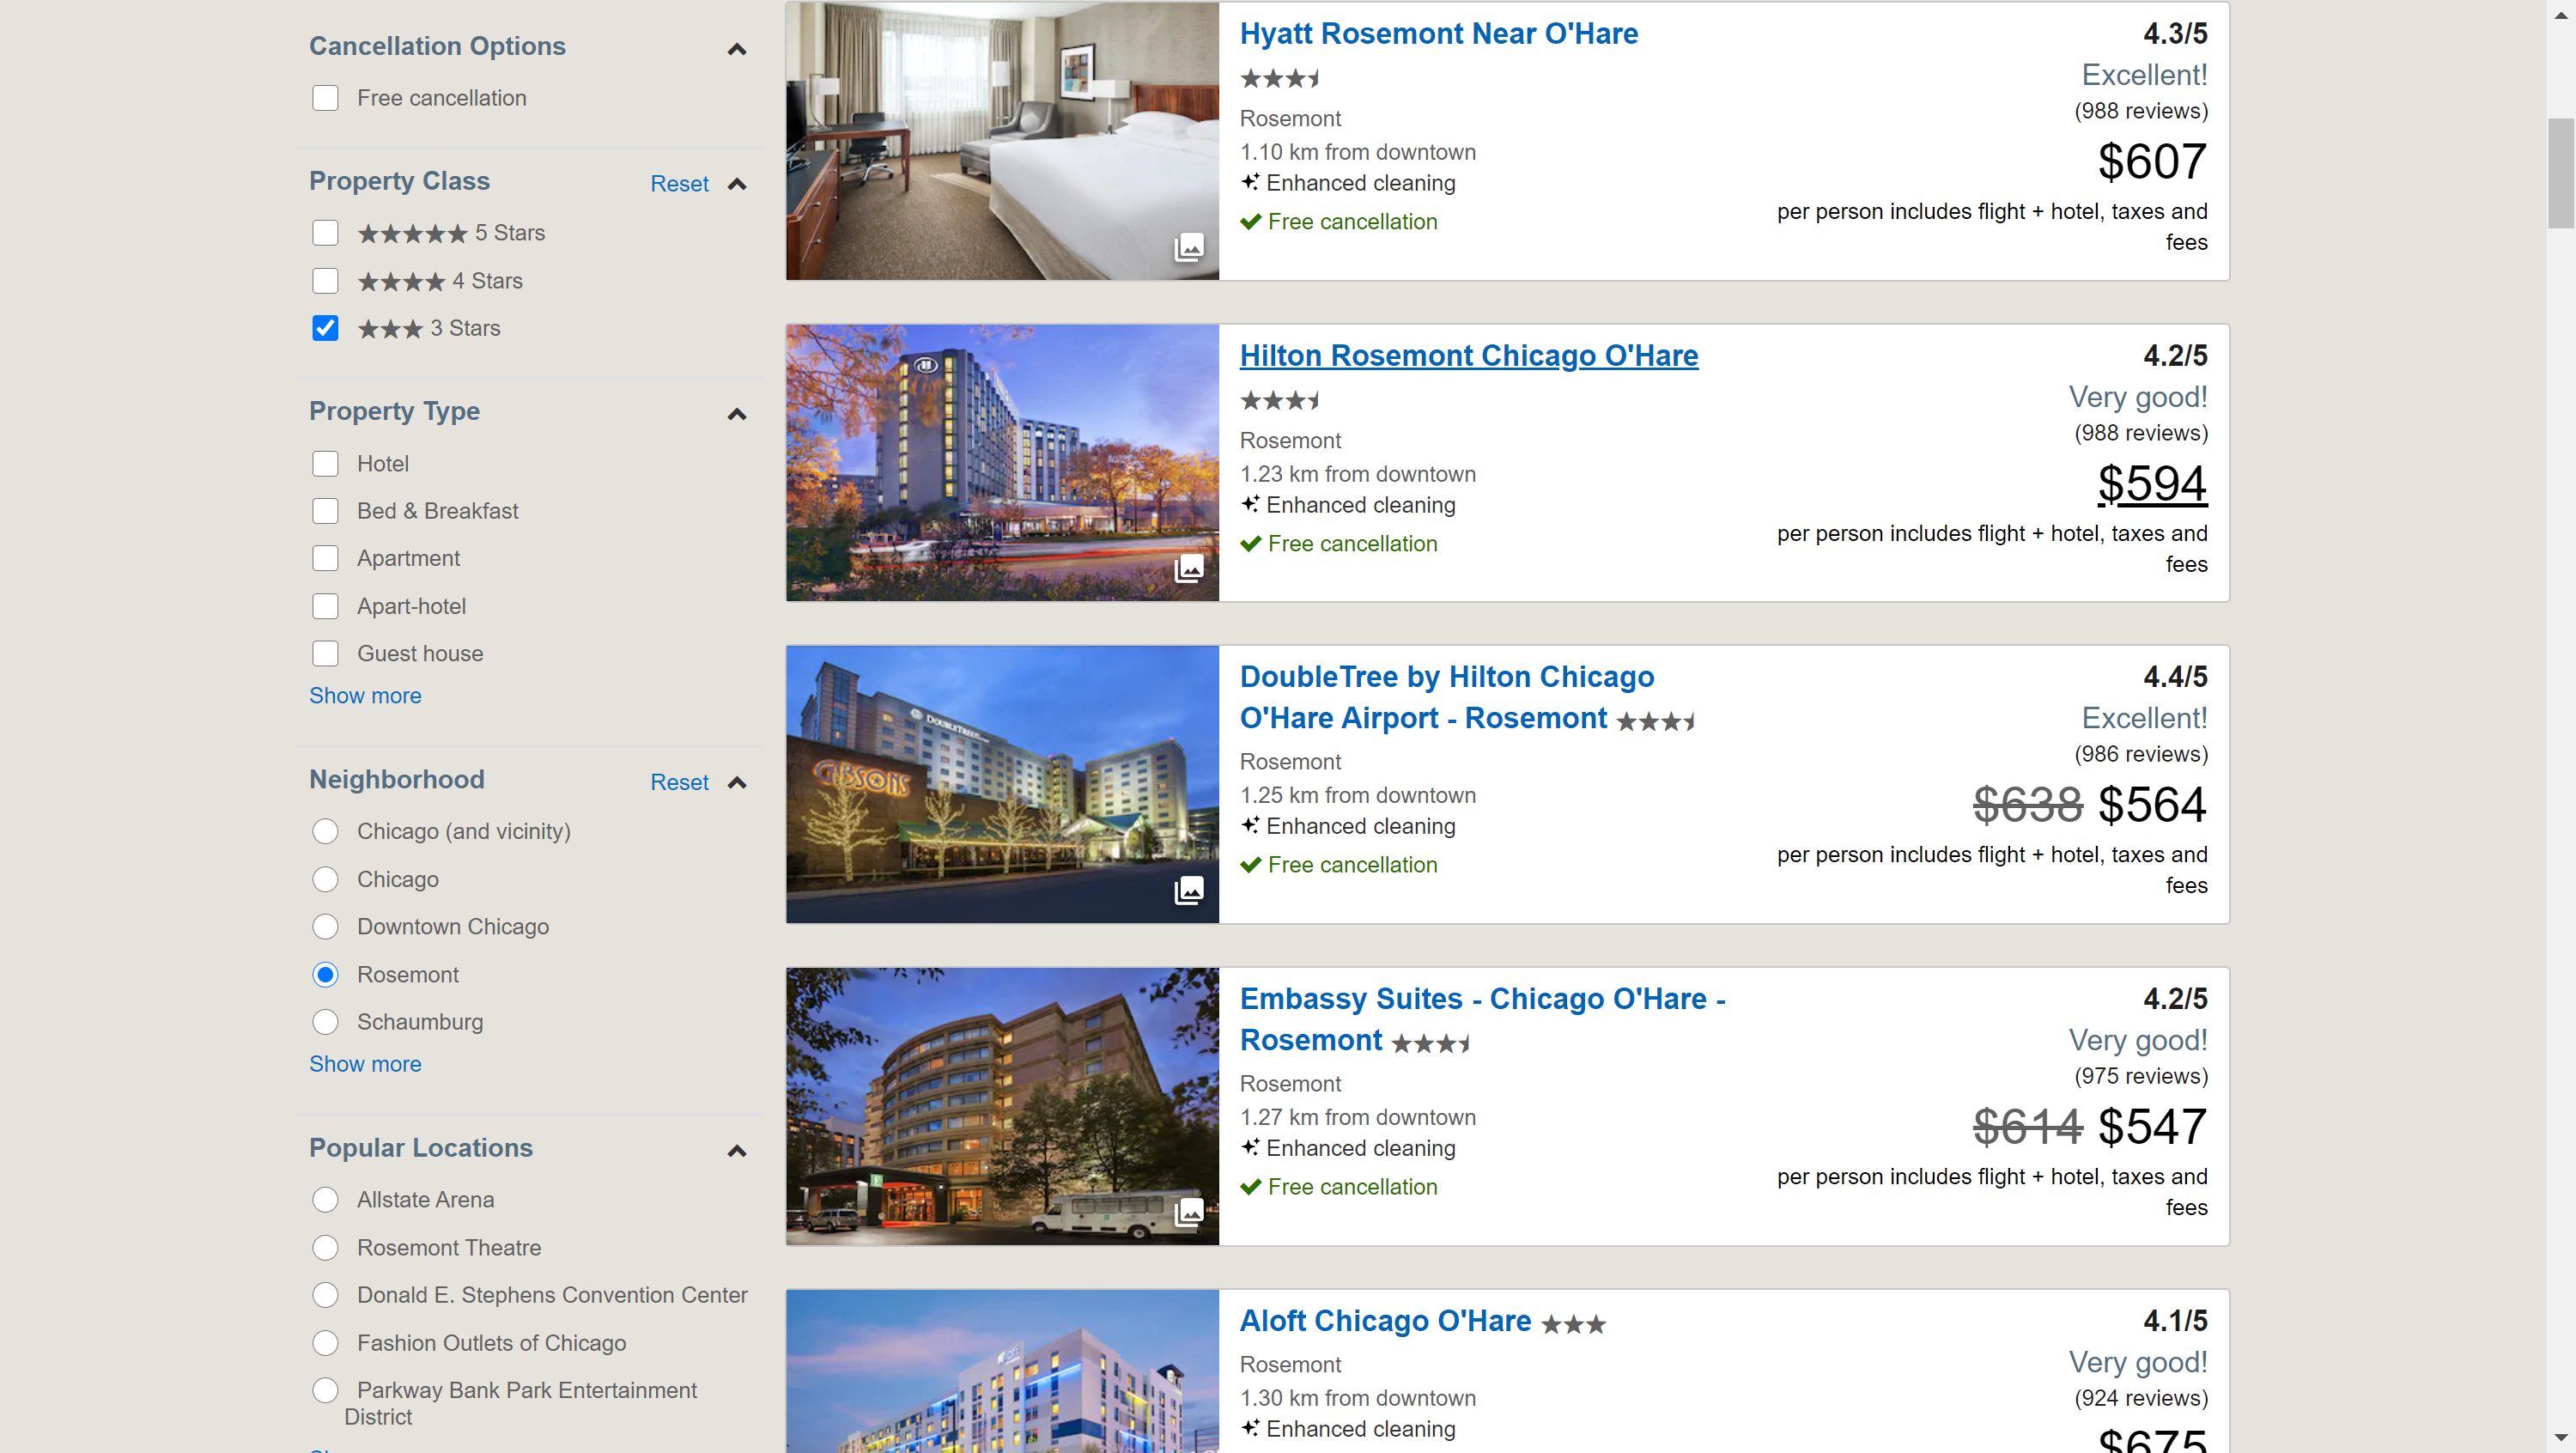 Cancellation Options
Free cancellation
Property Class
Reset
5 Stars
4 Stars
3 Stars
Property Type
Hotel
Bed & Breakfast
Apartment
Apart-hotel
Guest house
Show more
Neighborhood
Reset
Chicago (and vicinity)
Chicago
Downtown Chicago
Rosemont
Schaumburg
Show more
Popular Locations
Allstate Arena
Rosemont Theatre
Donald E. Stephens Convention Center
Fashion Outlets of Chicago
Parkway Bank Park Entertainment
District
Hyatt Rosemont Near O'Hare
Rosemont
1.10 km from downtown
Enhanced cleaning
Free cancellation
4.3/5
Excellent!
(988 reviews)
$607
per person includes flight + hotel, taxes and
fees
Hilton Rosemont Chicago O'Hare
Rosemont
1.23 km from downtown
Enhanced cleaning
Free cancellation
4.2/5
Very good!
(988 reviews)
$594
per person includes flight + hotel, taxes and
fees
DOUBLETREE
GIBSONS
DoubleTree by Hilton Chicago
O'Hare Airport - Rosemont
Rosemont
1.25 km from downtown
Enhanced cleaning
Free cancellation
4.4/5
Excellent!
(986 reviews)
$638 $564
per person includes flight + hotel, taxes and
fees
Embassy Suites - Chicago O'Hare -
Rosemont
Rosemont
1.27 km from downtown
Enhanced cleaning
Free cancellation
4.2/5
Very good!
(975 reviews)
$614 $547
per person includes flight + hotel, taxes and
fees
Aloft Chicago O'Hare
Rosemont
1.30 km from downtown
Enhanced cleaning
4.1/5
Very good!
(924 reviews)
$675